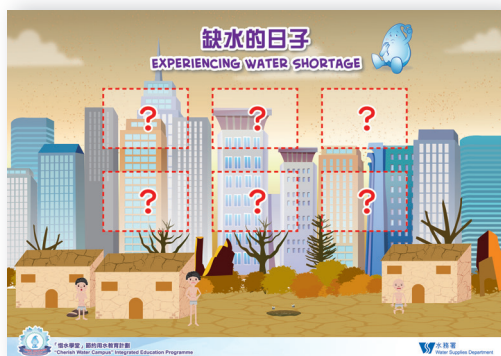 缺水的日子
EXPERIENCING WATER SHORTAGE
? ? ?
? ? ?
「惜水學堂」節約用水教育計劃
"Cherish Water Campus" Integrated Education Programme
水務署
Water Supplies Department